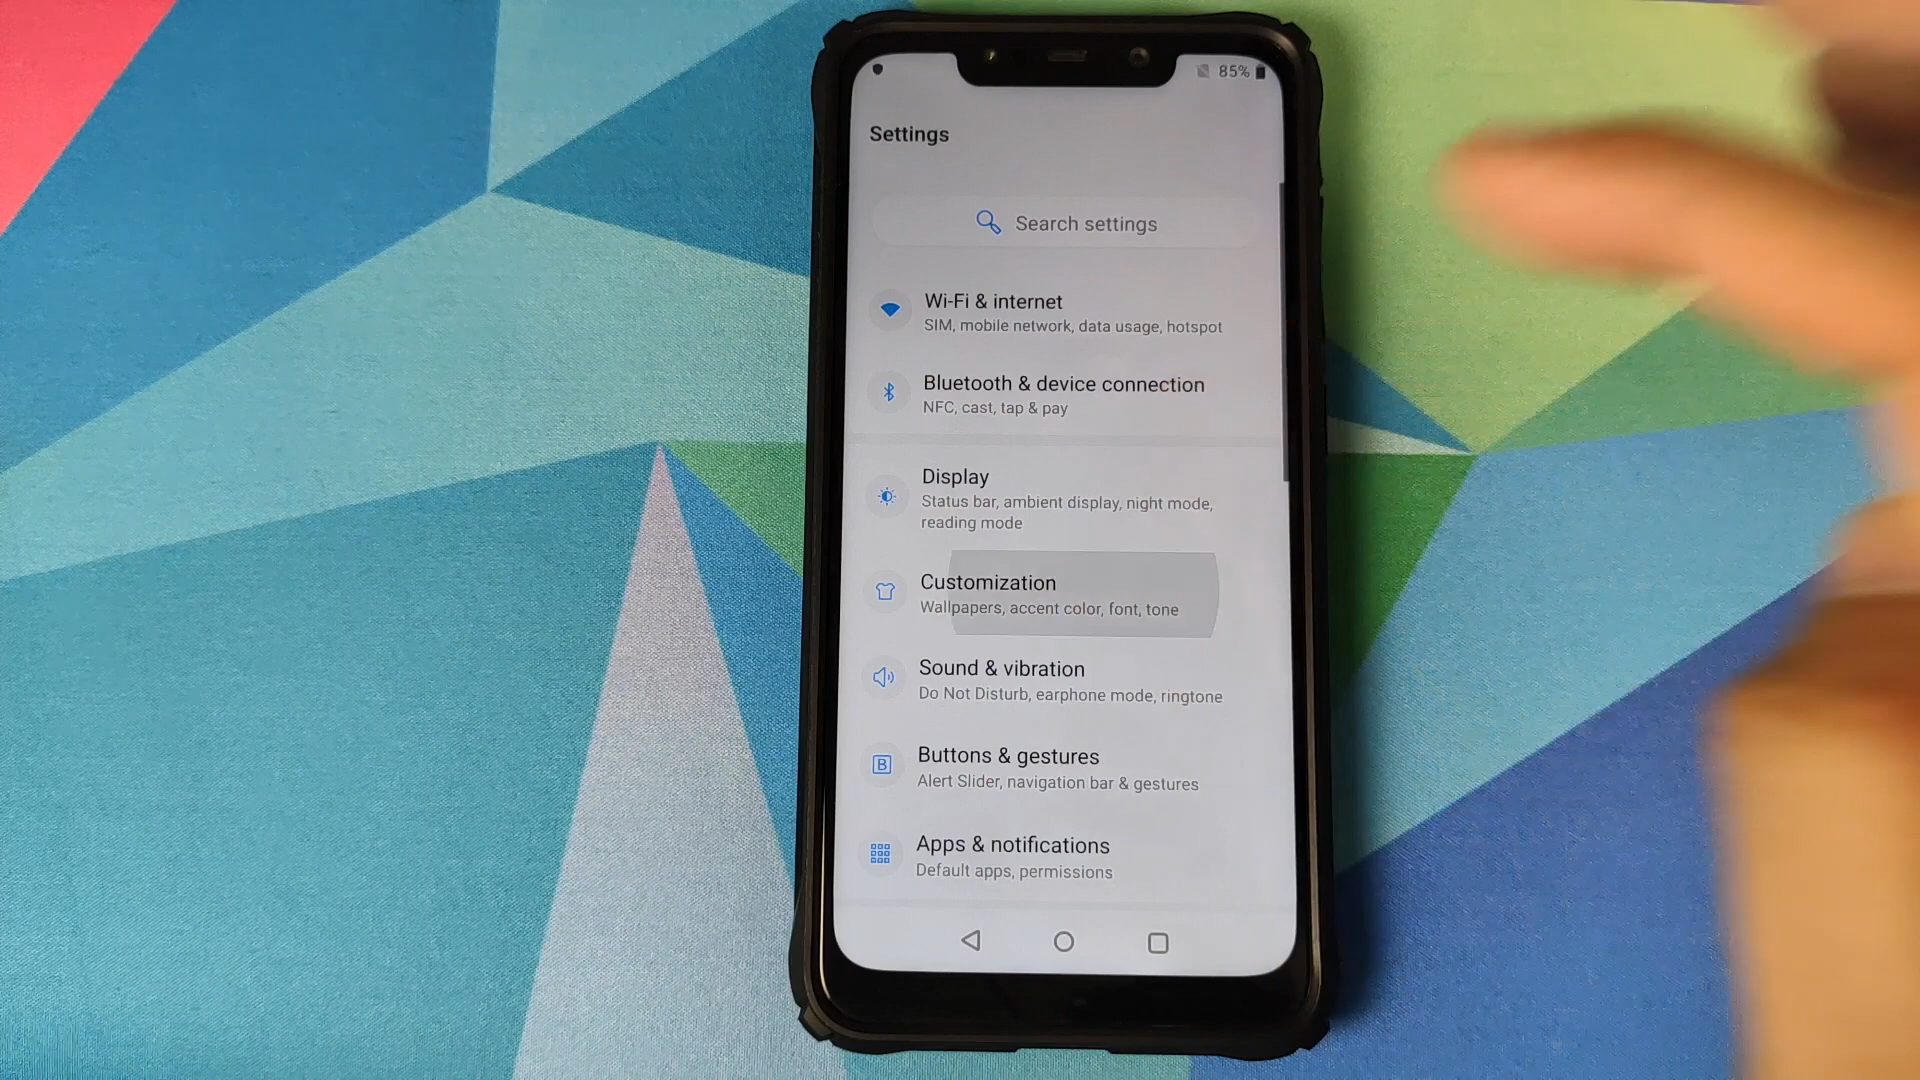 85%
Settings
Search settings
Wi-Fi & internet
SIM, mobile network, data usage, hotspot
Bluetooth & device connection
NFC, cast, tap & pay
Display
Status bar, ambient display, night mode,
reading mode
Customization
Wallpapers, accent color, font, tone
Sound & vibration
Do Not Disturb, earphone mode, ringtone
B
Buttons & gestures
Alert Slider, navigation bar & gestures
Apps & notifications
Default apps, permissions